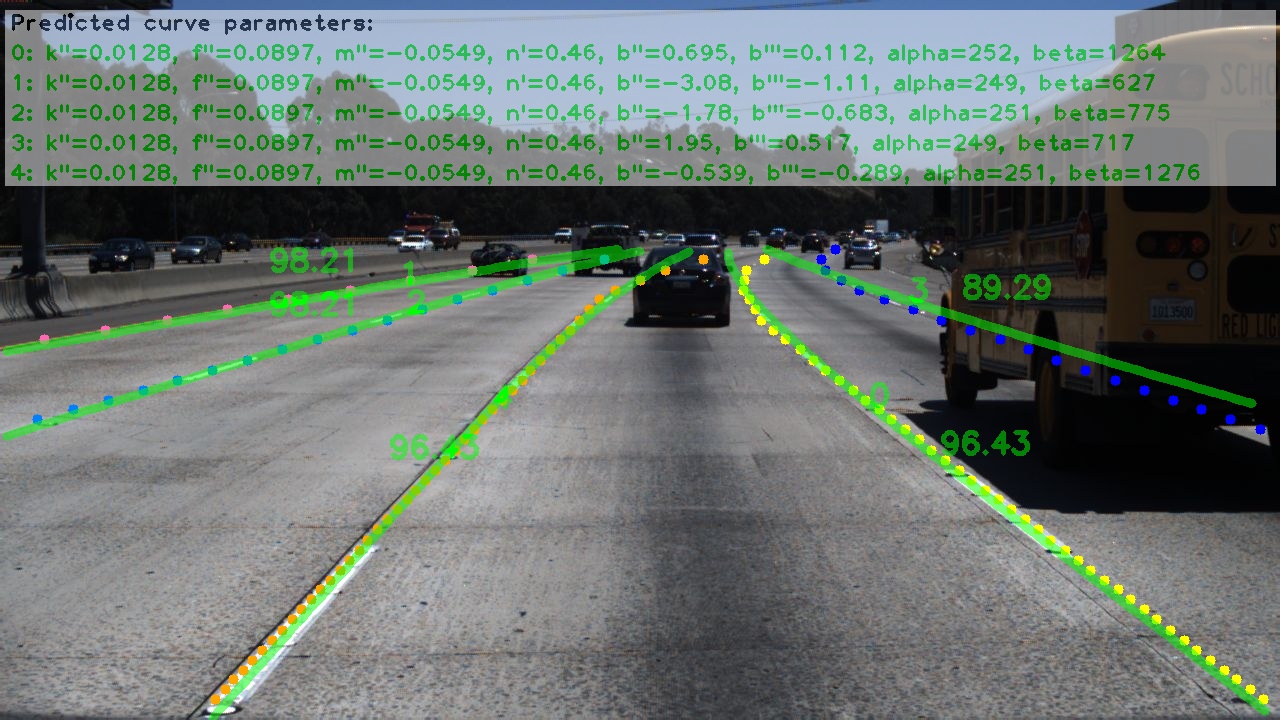 Predicted curve parameters:
0: k"=0.0128, f"=0.0897, m"=-0.0549, n'=0.46, b"=0.695, b'''=0.112, alpha=252, beta=1264
1: k"=0.0128, f"=0.0897, m"=-0.0549, n'=0.46, b"=-3.08, b'''=-1.11, alpha=249, beta=627
2: k"=0.0128, f"=0.0897, m"=-0.0549, n'=0.46, b"=-1.78, b'''=-0.683, alpha=251, beta=775
3: k"=0.0128, f"=0.0897, m"=-0.0549, n'=0.46, b"=1.95, b'''=0.517, alpha=249, beta=717
4: k"=0.0128, f"=0.0897, m"=-0.0549, n'=0.46, b"=-0.539, b'''=-0.289, alpha=251, beta=1276
SCHO
98.21
1
98.21
2
3
89.29
1013500
RED LIG
0
96.43
96.43